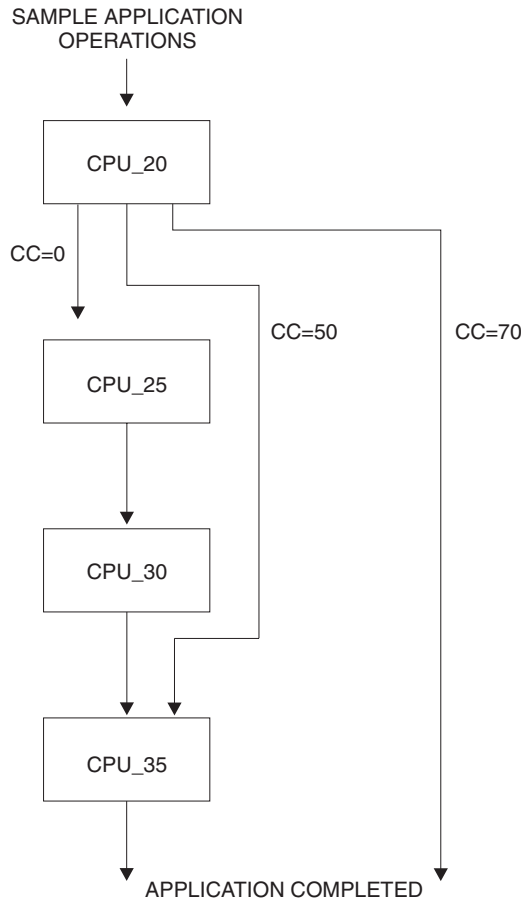 SAMPLE APPLICATION
OPERATIONS
CPU_20
CC=0
CC=50
CC=70
CPU_25
CPU_30
CPU_35
APPLICATION COMPLETED